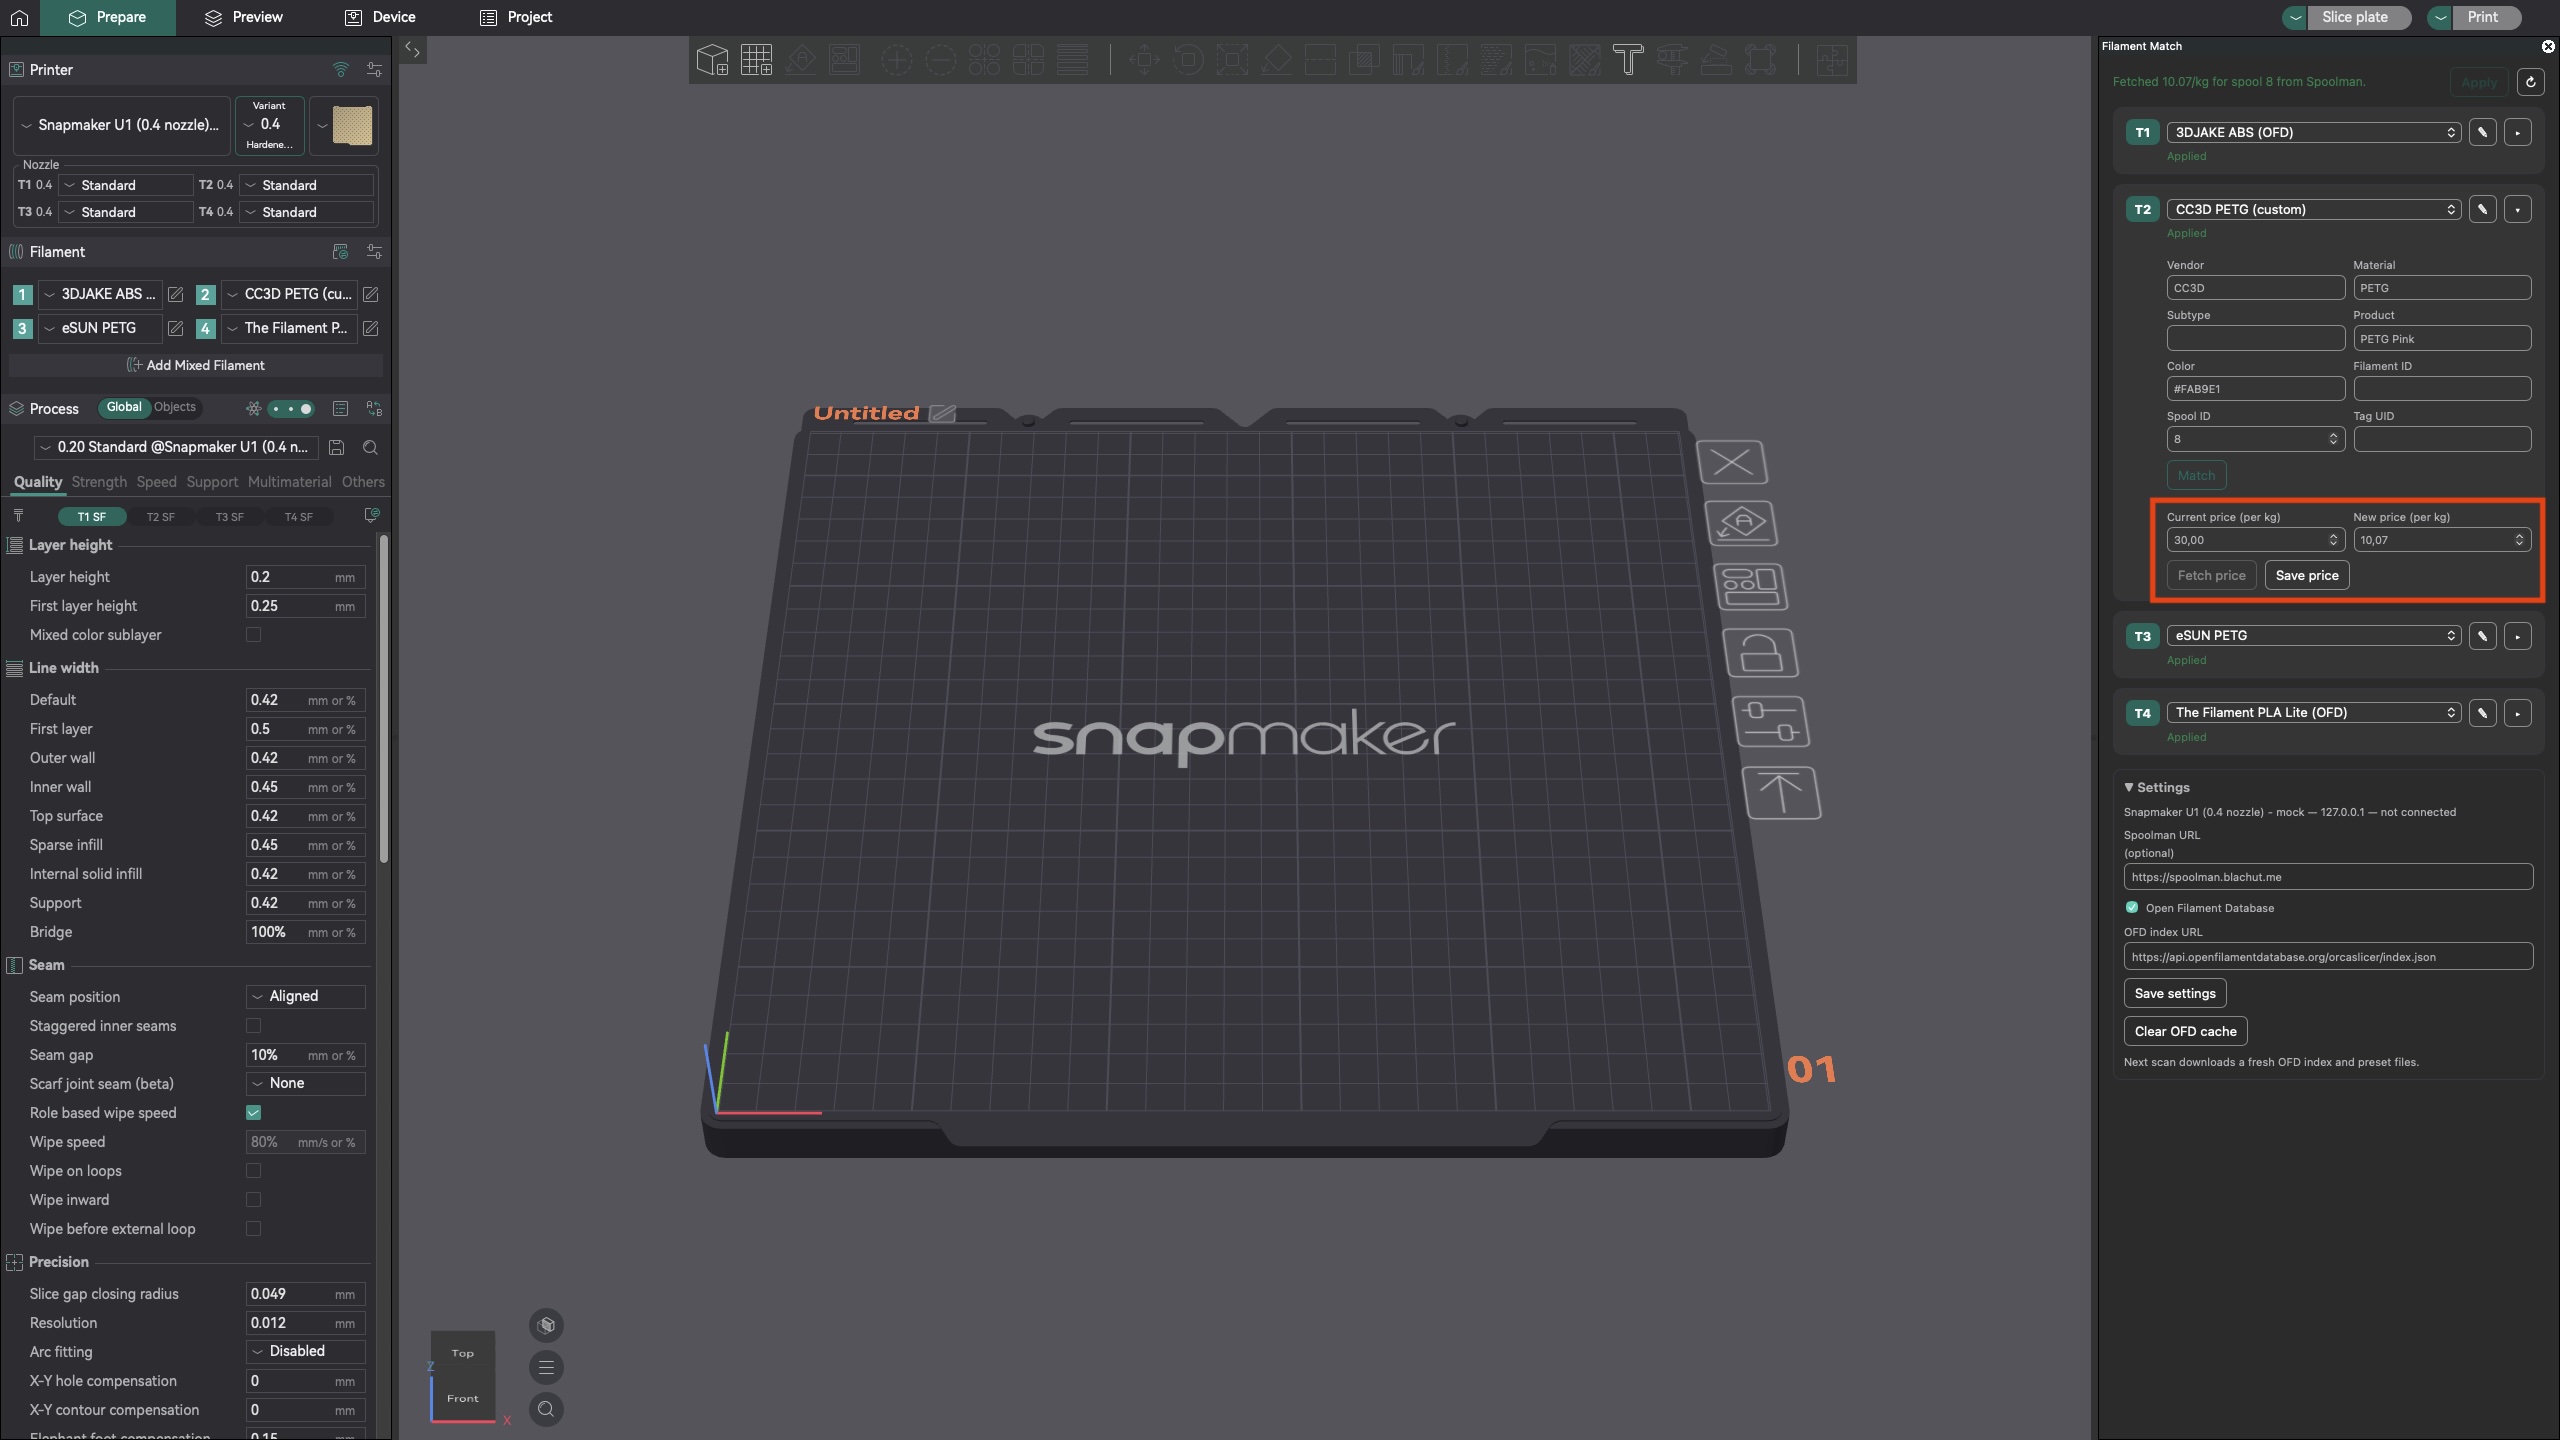 Prepare
Preview
Device
Project
Slice plate
Print
Printer
Snapmaker U1 (0.4 nozzle)...
Variant
0.4
Hardene...
Nozzle
T1 0.4 Standard T2 0.4 Standard
T3 0.4 Standard T4 0.4 Standard
Filament
1 3DJAKE ABS ... 2 CC3D PETG (cu...
3 eSUN PETG 4 The Filament P...
Add Mixed Filament
Process Global Objects
0.20 Standard @Snapmaker U1 (0.4 n...
Quality Strength Speed Support Multimaterial Others
T1 SF T2 SF T3 SF T4 SF
Layer height
Layer height 0.2 mm
First layer height 0.25 mm
Mixed color sublayer
Line width
Default 0.42 mm or %
First layer 0.5 mm or %
Outer wall 0.42 mm or %
Inner wall 0.45 mm or %
Top surface 0.42 mm or %
Sparse infill 0.45 mm or %
Internal solid infill 0.42 mm or %
Support 0.42 mm or %
Bridge 100% mm or %
Seam
Seam position Aligned
Staggered inner seams
Seam gap 10% mm or %
Scarf joint seam (beta) None
Role based wipe speed
Wipe speed 80% mm/s or %
Wipe on loops
Wipe inward
Wipe before external loop
Precision
Slice gap closing radius 0.049 mm
Resolution 0.012 mm
Arc fitting Disabled
X-Y hole compensation 0 mm
X-Y contour compensation 0 mm
Elephant foot compensation 0.15 mm
Untitled
snapmaker
01
Top
Z
Front
X
Filament Match
Fetched 10.07/kg for spool 8 from Spoolman.
Apply
T1 3DJAKE ABS (OFD)
Applied
T2 CC3D PETG (custom)
Applied
Vendor Material
CC3D PETG
Subtype Product
PETG Pink
Color Filament ID
#FAB9E1
Spool ID Tag UID
8
Match
Current price (per kg) New price (per kg)
30,00 10,07
Fetch price Save price
T3 eSUN PETG
Applied
T4 The Filament PLA Lite (OFD)
Applied
▼ Settings
Snapmaker U1 (0.4 nozzle) - mock — 127.0.0.1 — not connected
Spoolman URL
(optional)
https://spoolman.blachut.me
Open Filament Database
OFD index URL
https://api.openfilamentdatabase.org/orcaslicer/index.json
Save settings
Clear OFD cache
Next scan downloads a fresh OFD index and preset files.